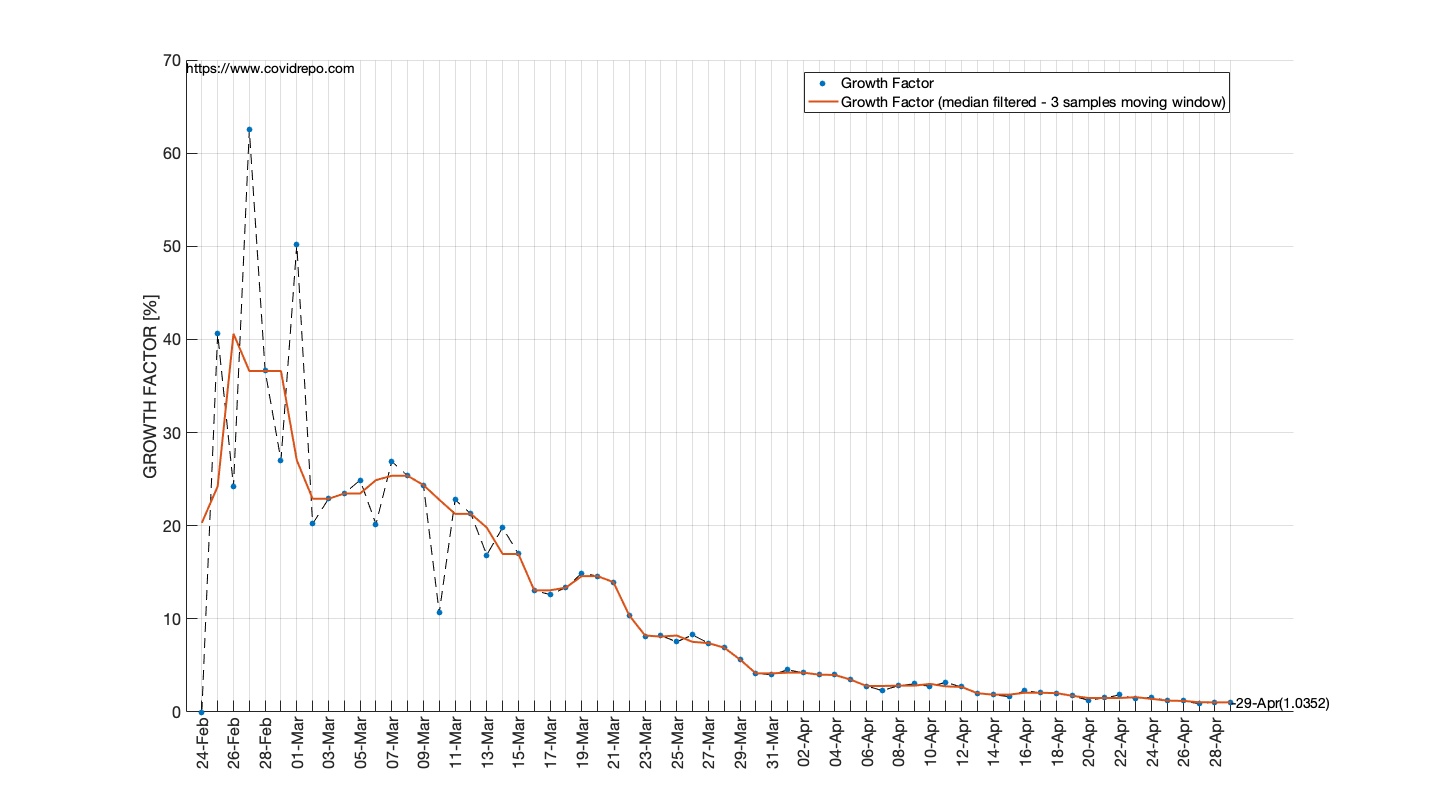 70
https://www.covidrepo.com
Growth Factor
Growth Factor (median filtered - 3 samples moving window)
60
50
40
30
20
10
0
GROWTH FACTOR [%]
29-Apr(1.0352)
24-Feb
26-Feb
28-Feb
01-Mar
03-Mar
05-Mar
07-Mar
09-Mar
11-Mar
13-Mar
15-Mar
17-Mar
19-Mar
21-Mar
23-Mar
25-Mar
27-Mar
29-Mar
31-Mar
02-Apr
04-Apr
06-Apr
08-Apr
10-Apr
12-Apr
14-Apr
16-Apr
18-Apr
20-Apr
22-Apr
24-Apr
26-Apr
28-Apr